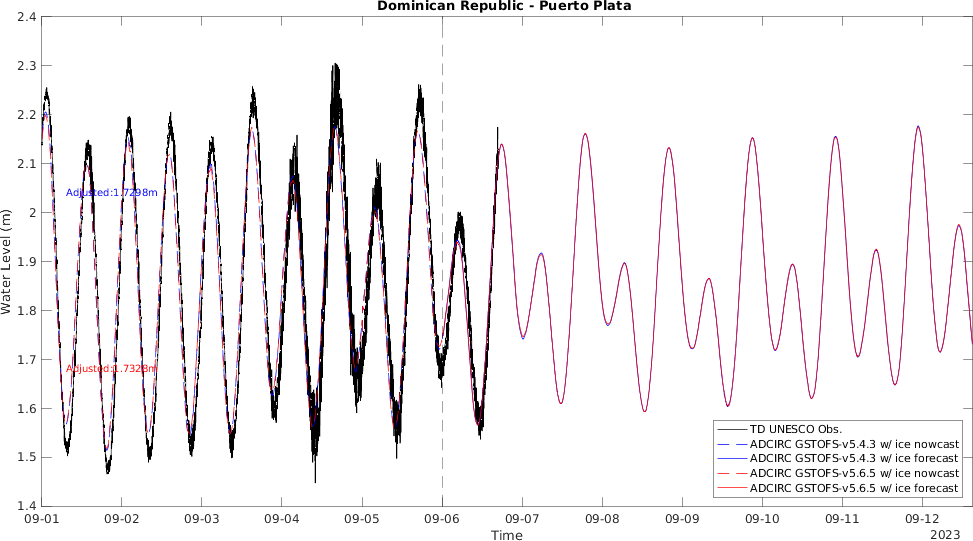 Dominican Republic - Puerto Plata
2.4
2.3
2.2
2.1
2
1.9
1.8
1.7
1.6
1.5
1.4
Water Level (m)
Adjusted:1.7298m
Adjusted:1.7328m
TD UNESCO Obs.
ADCIRC GSTOFS-v5.4.3 w/ ice nowcast
ADCIRC GSTOFS-v5.4.3 w/ ice forecast
ADCIRC GSTOFS-v5.6.5 w/ ice nowcast
ADCIRC GSTOFS-v5.6.5 w/ ice forecast
09-01 09-02 09-03 09-04 09-05 09-06 09-07 09-08 09-09 09-10 09-11 09-12
2023
Time